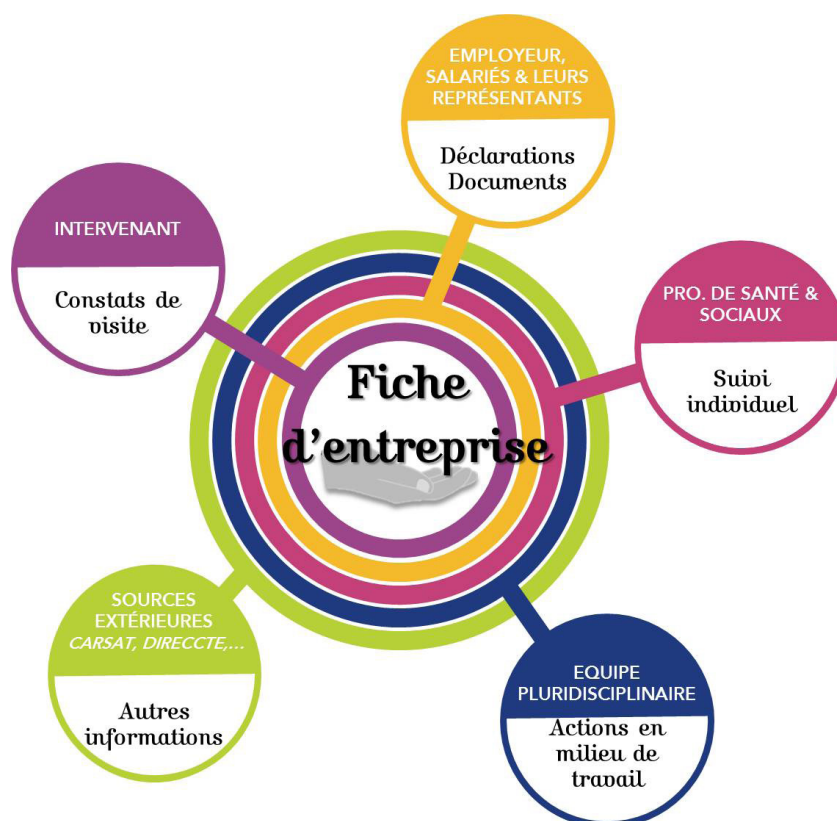 EMPLOYEUR,
SALARIÉS & LEURS
REPRÉSENTANTS
Déclarations
Documents
INTERVENANT
Constats de
visite
PRO. DE SANTÉ &
SOCIAUX
Suivi
individuel
Fiche
d’entreprise
SOURCES
EXTÉRIEURES
CARSAT, DIRECCTE,...
Autres
informations
EQUIPE
PLURIDISCIPLINAIRE
Actions en
milieu de
travail